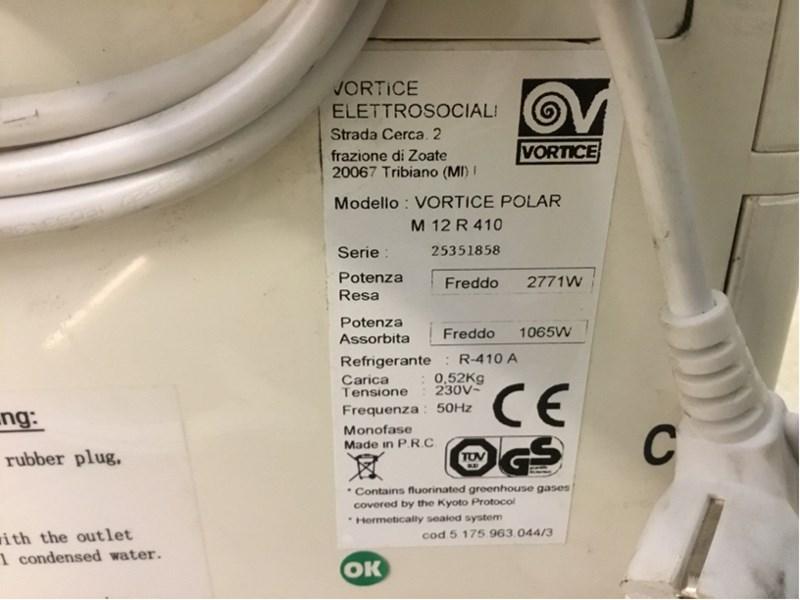 VORTICE
ELETTROSOCIALI
Strada Cerca. 2
frazione di Zoate
20067 Tribiano (MI) I
VORTICE
Modello : VORTICE POLAR
M 12 R 410
Serie : 25351858
Potenza Resa Freddo 2771W
Potenza Assorbita Freddo 1065W
Refrigerante : R-410 A
Carica : 0,52Kg
Tensione : 230V~
Frequenza : 50Hz
Monofase
Made in P.R.C
CE
TÜV GS
* Contains fluorinated greenhouse gases
covered by the Kyoto Protocol
* Hermetically sealed system
cod.5.175.963.044/3
OK
ng:
rubber plug,
with the outlet
l condensed water.
C